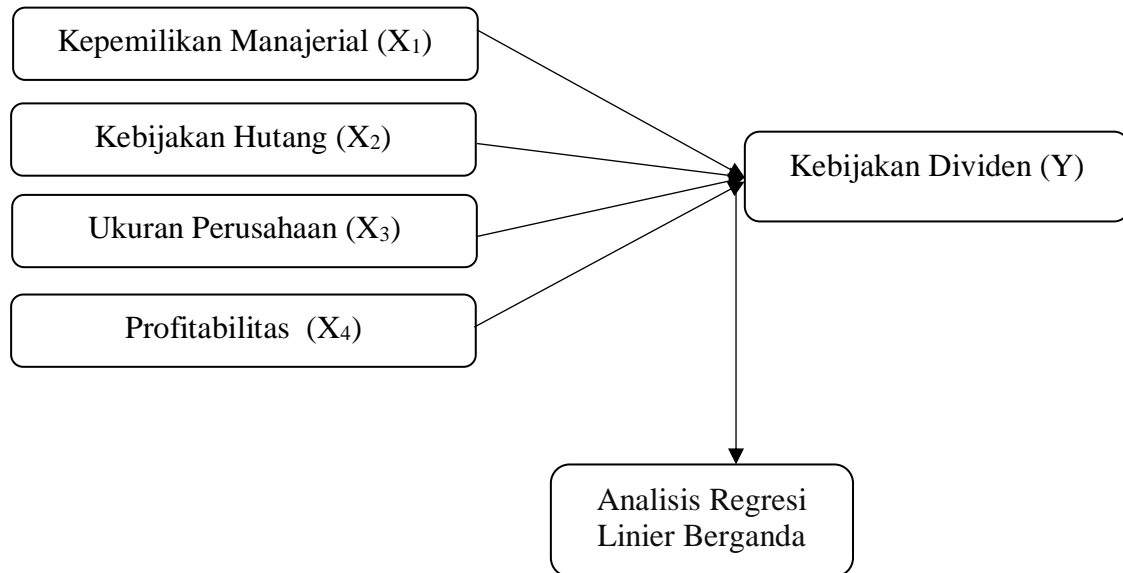 Kepemilikan Manajerial (X₁)
Kebijakan Hutang (X₂)
Kebijakan Dividen (Y)
Ukuran Perusahaan (X₃)
Profitabilitas (X₄)
Analisis Regresi
Linier Berganda